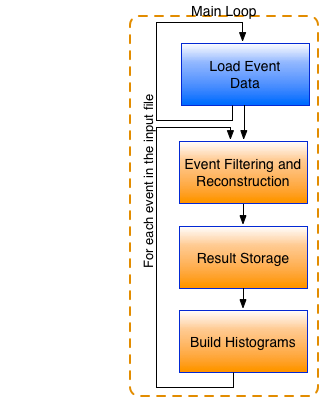 Main Loop
Load Event
Data
For each event in the input file
Event Filtering and
Reconstruction
Result Storage
Build Histograms